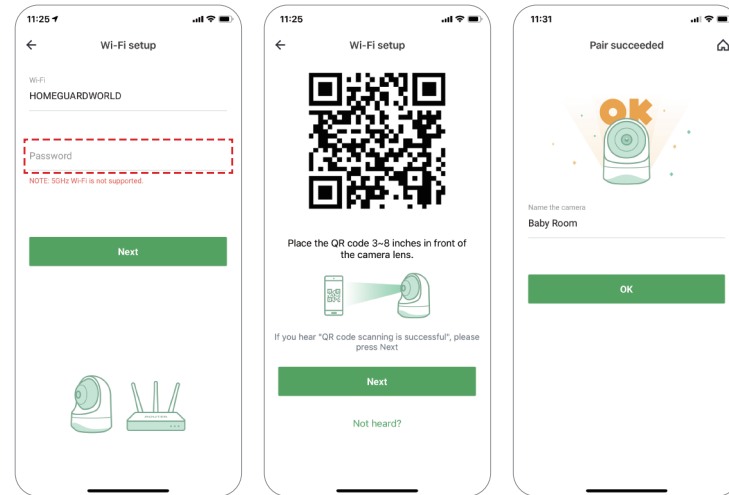 11:25
Wi-Fi setup
Wi-Fi
HOMEGUARDWORLD
Password
NOTE: 5GHz Wi-Fi is not supported.
Next
11:25
Wi-Fi setup
Place the QR code 3~8 inches in front of
the camera lens.
If you hear "QR code scanning is successful", please
press Next
Next
Not heard?
11:31
Pair succeeded
OK
Name the camera
Baby Room
OK